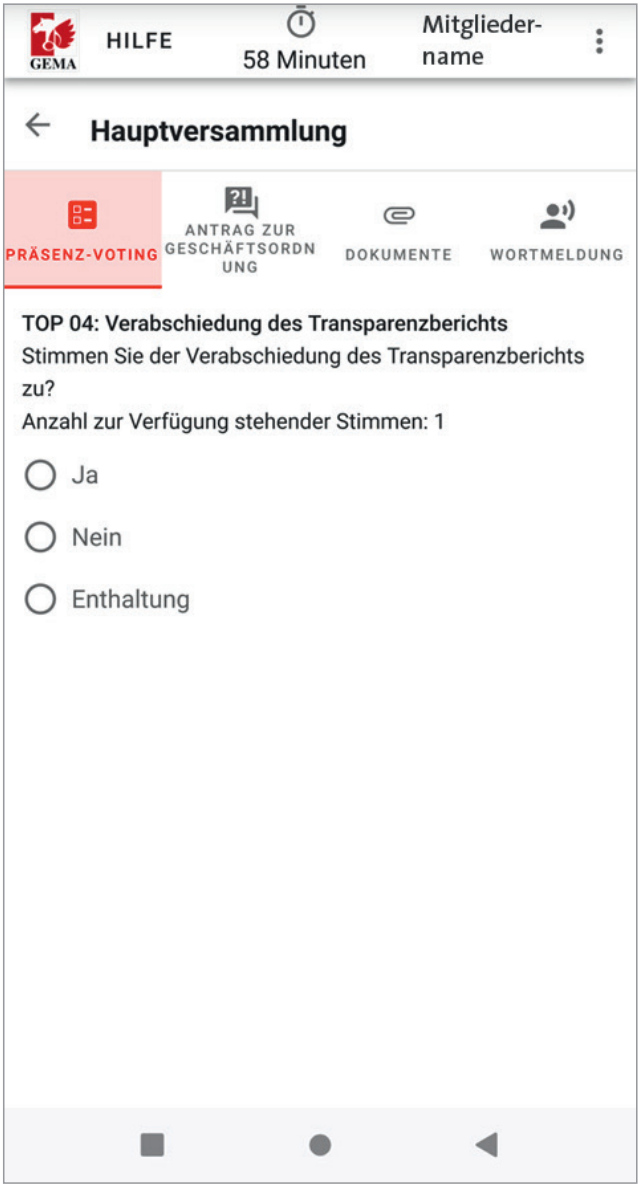 GEMA
HILFE
58 Minuten
Mitglieder-
name
Hauptversammlung
PRÄSENZ-VOTING
?!
ANTRAG ZUR
GESCHÄFTSORDN
UNG
DOKUMENTE
WORTMELDUNG
TOP 04: Verabschiedung des Transparenzberichts
Stimmen Sie der Verabschiedung des Transparenzberichts
zu?
Anzahl zur Verfügung stehender Stimmen: 1
Ja
Nein
Enthaltung